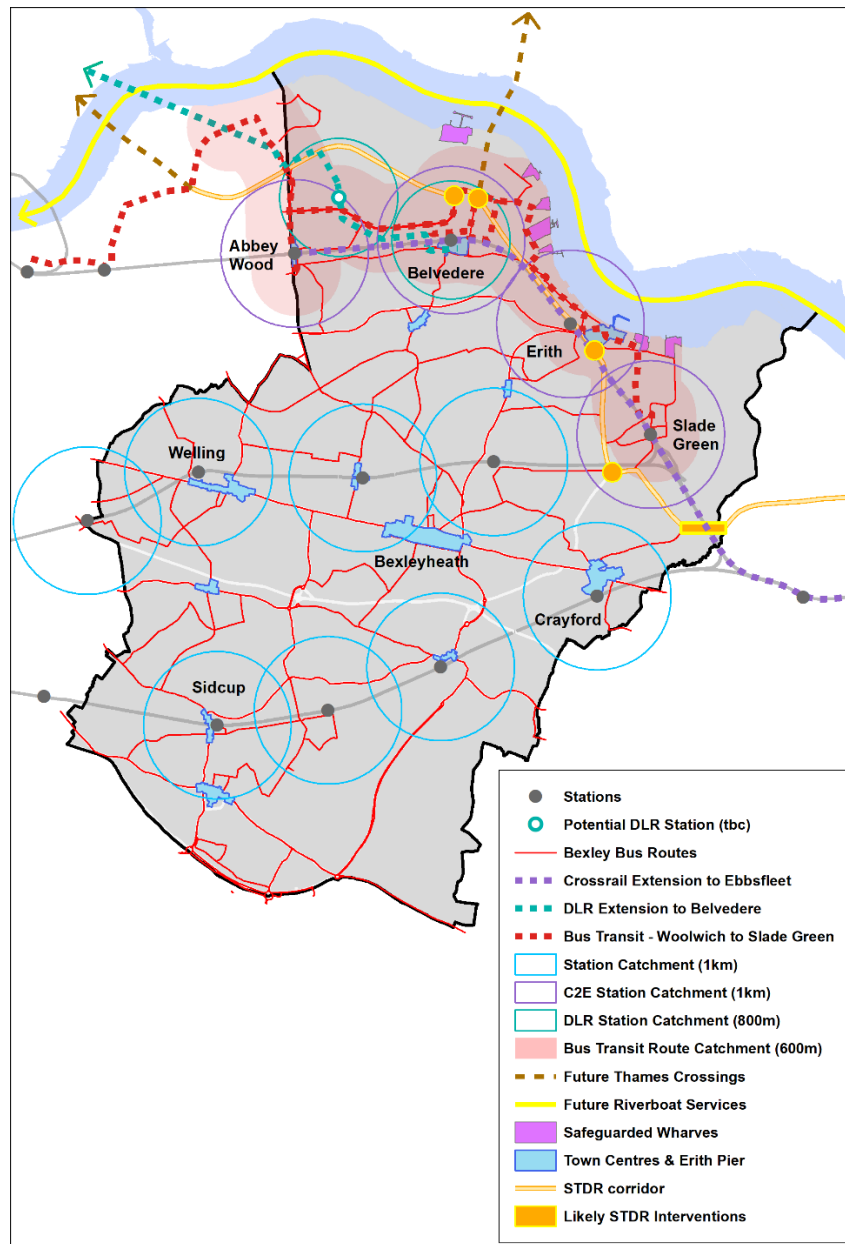 Abbey
Wood
Belvedere
Erith
Slade
Green
Welling
Bexleyheath
Crayford
Sidcup
Stations
Potential DLR Station (tbc)
Bexley Bus Routes
Crossrail Extension to Ebbsfleet
DLR Extension to Belvedere
Bus Transit - Woolwich to Slade Green
Station Catchment (1km)
C2E Station Catchment (1km)
DLR Station Catchment (800m)
Bus Transit Route Catchment (600m)
Future Thames Crossings
Future Riverboat Services
Safeguarded Wharves
Town Centres & Erith Pier
STDR corridor
Likely STDR Interventions